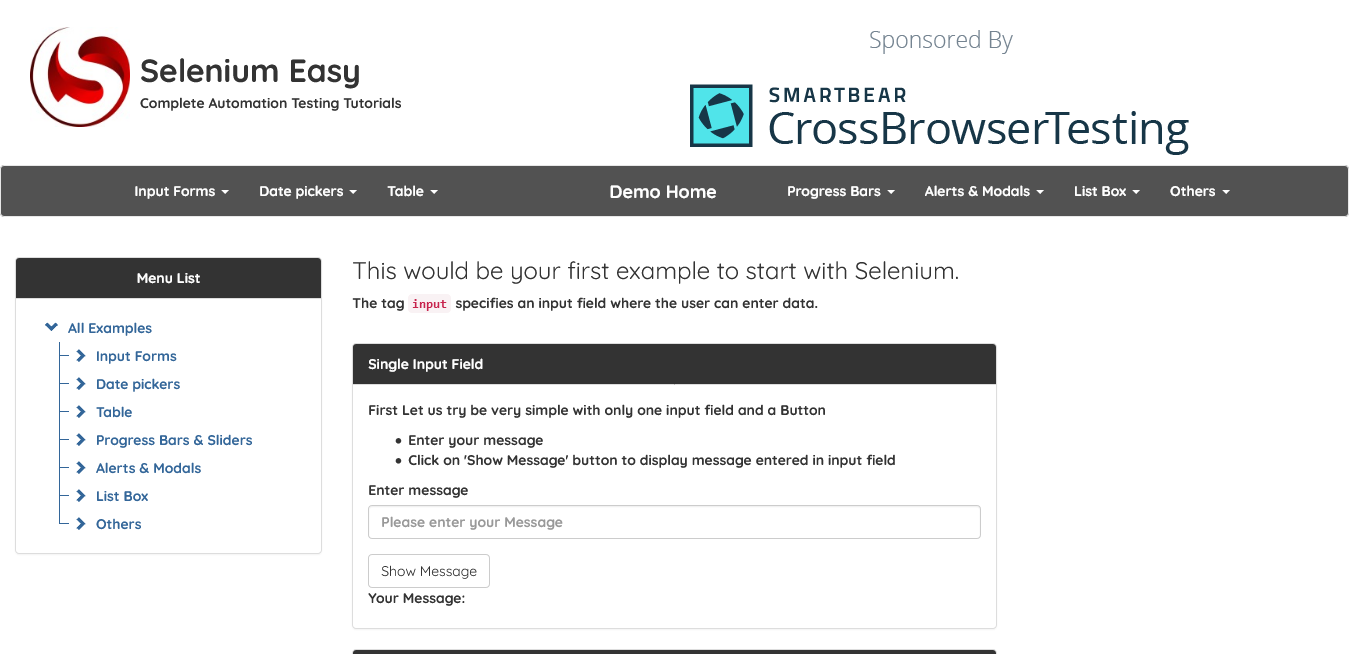 Selenium Easy
Complete Automation Testing Tutorials
Sponsored By
SMARTBEAR
CrossBrowserTesting
Input Forms Date pickers Table Demo Home Progress Bars Alerts & Modals List Box Others
Menu List
All Examples
Input Forms
Date pickers
Table
Progress Bars & Sliders
Alerts & Modals
List Box
Others
This would be your first example to start with Selenium.
The tag input specifies an input field where the user can enter data.
Single Input Field
First Let us try be very simple with only one input field and a Button
Enter your message
Click on 'Show Message' button to display message entered in input field
Enter message
Please enter your Message
Show Message
Your Message: